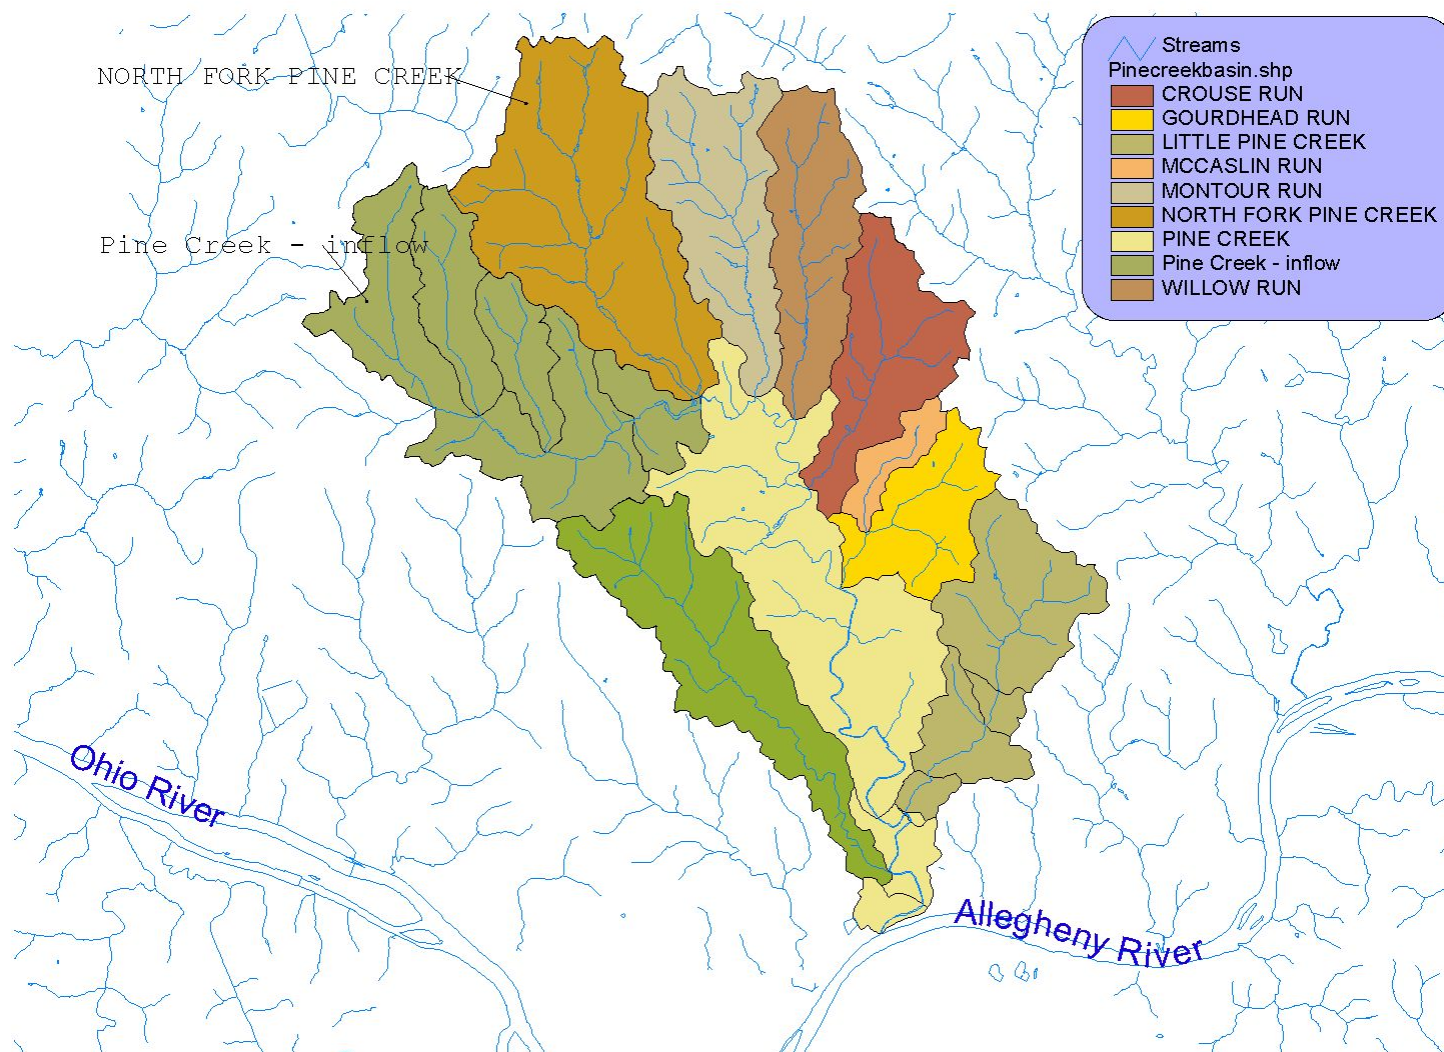 NORTH FORK PINE CREEK
Pine Creek - inflow
Streams
Pinecreekbasin.shp
CROUSE RUN
GOURDHEAD RUN
LITTLE PINE CREEK
MCCASLIN RUN
MONTOUR RUN
NORTH FORK PINE CREEK
PINE CREEK
Pine Creek - inflow
WILLOW RUN
Ohio River
Allegheny River